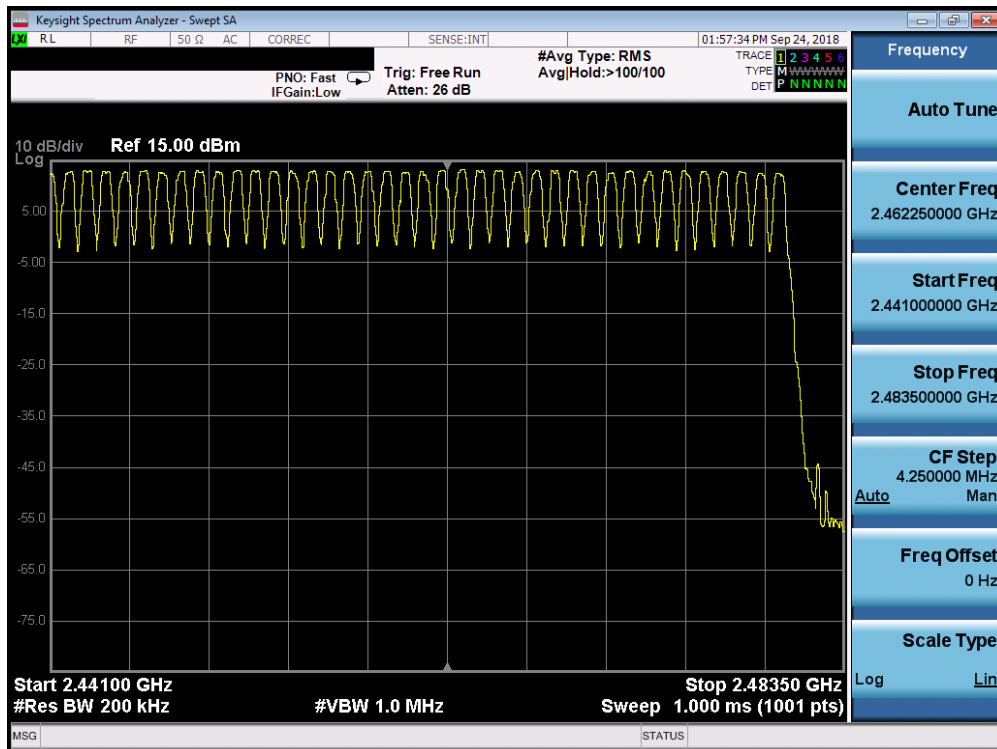 Keysight Spectrum Analyzer - Swept SA
LXI RL RF 50 Ω AC CORREC SENSE:INT 01:57:34 PM Sep 24, 2018
PNO: Fast
IFGain:Low
Trig: Free Run
Atten: 26 dB
#Avg Type: RMS
Avg|Hold:>100/100
TRACE 1 2 3 4 5 6
TYPE M WWWWW
DET P N N N N N
10 dB/div
Log
Ref 15.00 dBm
5.00
-5.00
-15.0
-25.0
-35.0
-45.0
-55.0
-65.0
-75.0
Start 2.44100 GHz
Stop 2.48350 GHz
#Res BW 200 kHz
#VBW 1.0 MHz
Sweep 1.000 ms (1001 pts)
MSG
STATUS
Frequency
Auto Tune
Center Freq
2.462250000 GHz
Start Freq
2.441000000 GHz
Stop Freq
2.483500000 GHz
CF Step
4.250000 MHz
Auto Man
Freq Offset
0 Hz
Scale Type
Log Lin